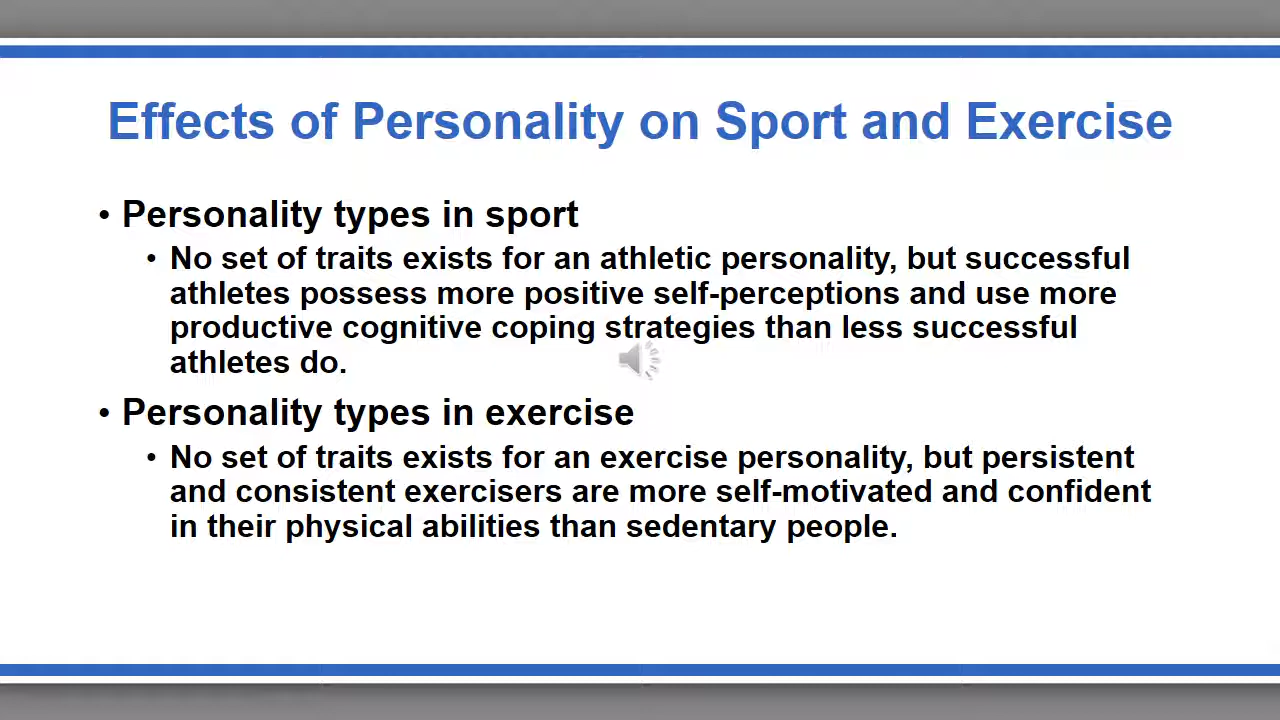 Effects of Personality on Sport and Exercise
• Personality types in sport
• No set of traits exists for an athletic personality, but successful
athletes possess more positive self-perceptions and use more
productive cognitive coping strategies than less successful
athletes do.
• Personality types in exercise
• No set of traits exists for an exercise personality, but persistent
and consistent exercisers are more self-motivated and confident
in their physical abilities than sedentary people.